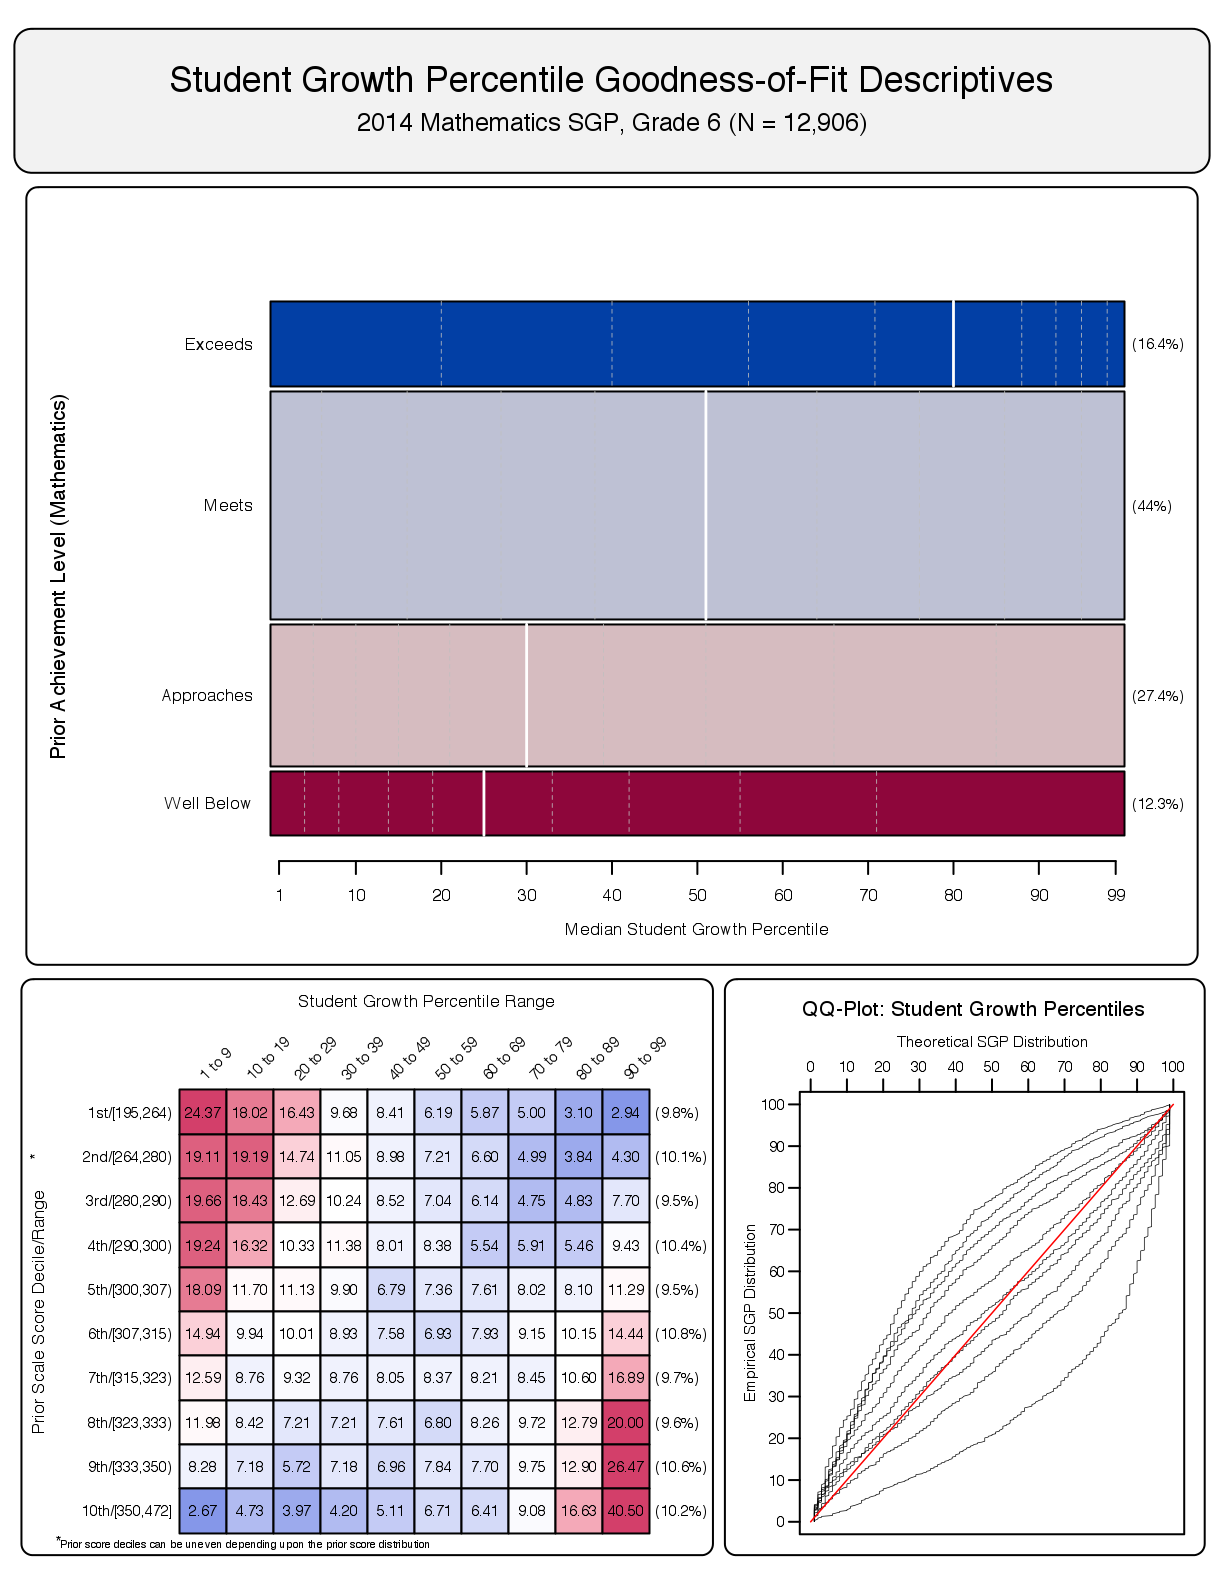 Student Growth Percentile Goodness-of-Fit Descriptives
2014 Mathematics SGP, Grade 6 (N = 12,906)
Prior Achievement Level (Mathematics)
Exceeds (16.4%)
Meets (44%)
Approaches (27.4%)
Well Below (12.3%)
1 10 20 30 40 50 60 70 80 90 99
Median Student Growth Percentile
Student Growth Percentile Range
1 to 9 10 to 19 20 to 29 30 to 39 40 to 49 50 to 59 60 to 69 70 to 79 80 to 89 90 to 99
Prior Scale Score Decile/Range *
1st/[195,264) 24.37 18.02 16.43 9.68 8.41 6.19 5.87 5.00 3.10 2.94 (9.8%)
2nd/[264,280) 19.11 19.19 14.74 11.05 8.98 7.21 6.60 4.99 3.84 4.30 (10.1%)
3rd/[280,290) 19.66 18.43 12.69 10.24 8.52 7.04 6.14 4.75 4.83 7.70 (9.5%)
4th/[290,300) 19.24 16.32 10.33 11.38 8.01 8.38 5.54 5.91 5.46 9.43 (10.4%)
5th/[300,307) 18.09 11.70 11.13 9.90 6.79 7.36 7.61 8.02 8.10 11.29 (9.5%)
6th/[307,315) 14.94 9.94 10.01 8.93 7.58 6.93 7.93 9.15 10.15 14.44 (10.8%)
7th/[315,323) 12.59 8.76 9.32 8.76 8.05 8.37 8.21 8.45 10.60 16.89 (9.7%)
8th/[323,333) 11.98 8.42 7.21 7.21 7.61 6.80 8.26 9.72 12.79 20.00 (9.6%)
9th/[333,350) 8.28 7.18 5.72 7.18 6.96 7.84 7.70 9.75 12.90 26.47 (10.6%)
10th/[350,472] 2.67 4.73 3.97 4.20 5.11 6.71 6.41 9.08 16.63 40.50 (10.2%)
*Prior score deciles can be uneven depending upon the prior score distribution
QQ-Plot: Student Growth Percentiles
Theoretical SGP Distribution
0 10 20 30 40 50 60 70 80 90 100
Empirical SGP Distribution
100
90
80
70
60
50
40
30
20
10
0